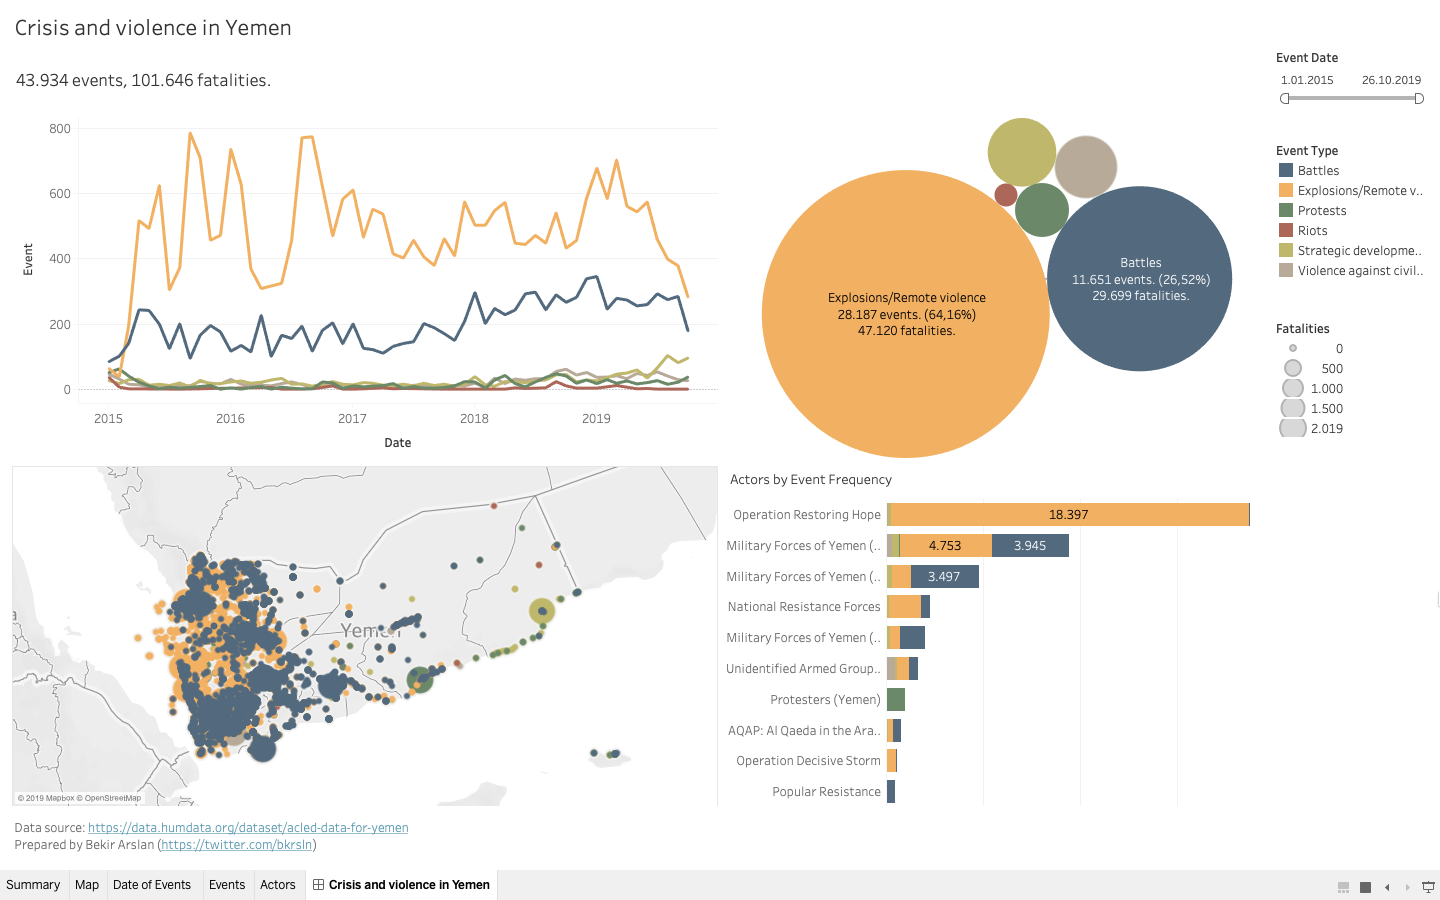 Crisis and violence in Yemen
43.934 events, 101.646 fatalities.
800
600
400
200
0
Event
2015
2016
2017
2018
2019
Date
Explosions/Remote violence
28.187 events. (64,16%)
47.120 fatalities.
Battles
11.651 events. (26,52%)
29.699 fatalities.
Event Date
1.01.2015 26.10.2019
Event Type
Battles
Explosions/Remote v..
Protests
Riots
Strategic developme..
Violence against civil..
Fatalities
0
500
1.000
1.500
2.019
Yemen
© 2019 Mapbox © OpenStreetMap
Actors by Event Frequency
Operation Restoring Hope 18.397
Military Forces of Yemen (.. 4.753 3.945
Military Forces of Yemen (.. 3.497
National Resistance Forces
Military Forces of Yemen (..
Unidentified Armed Group..
Protesters (Yemen)
AQAP: Al Qaeda in the Ara..
Operation Decisive Storm
Popular Resistance
Data source: https://data.humdata.org/dataset/acled-data-for-yemen
Prepared by Bekir Arslan (https://twitter.com/bkrsln)
Summary Map Date of Events Events Actors Crisis and violence in Yemen